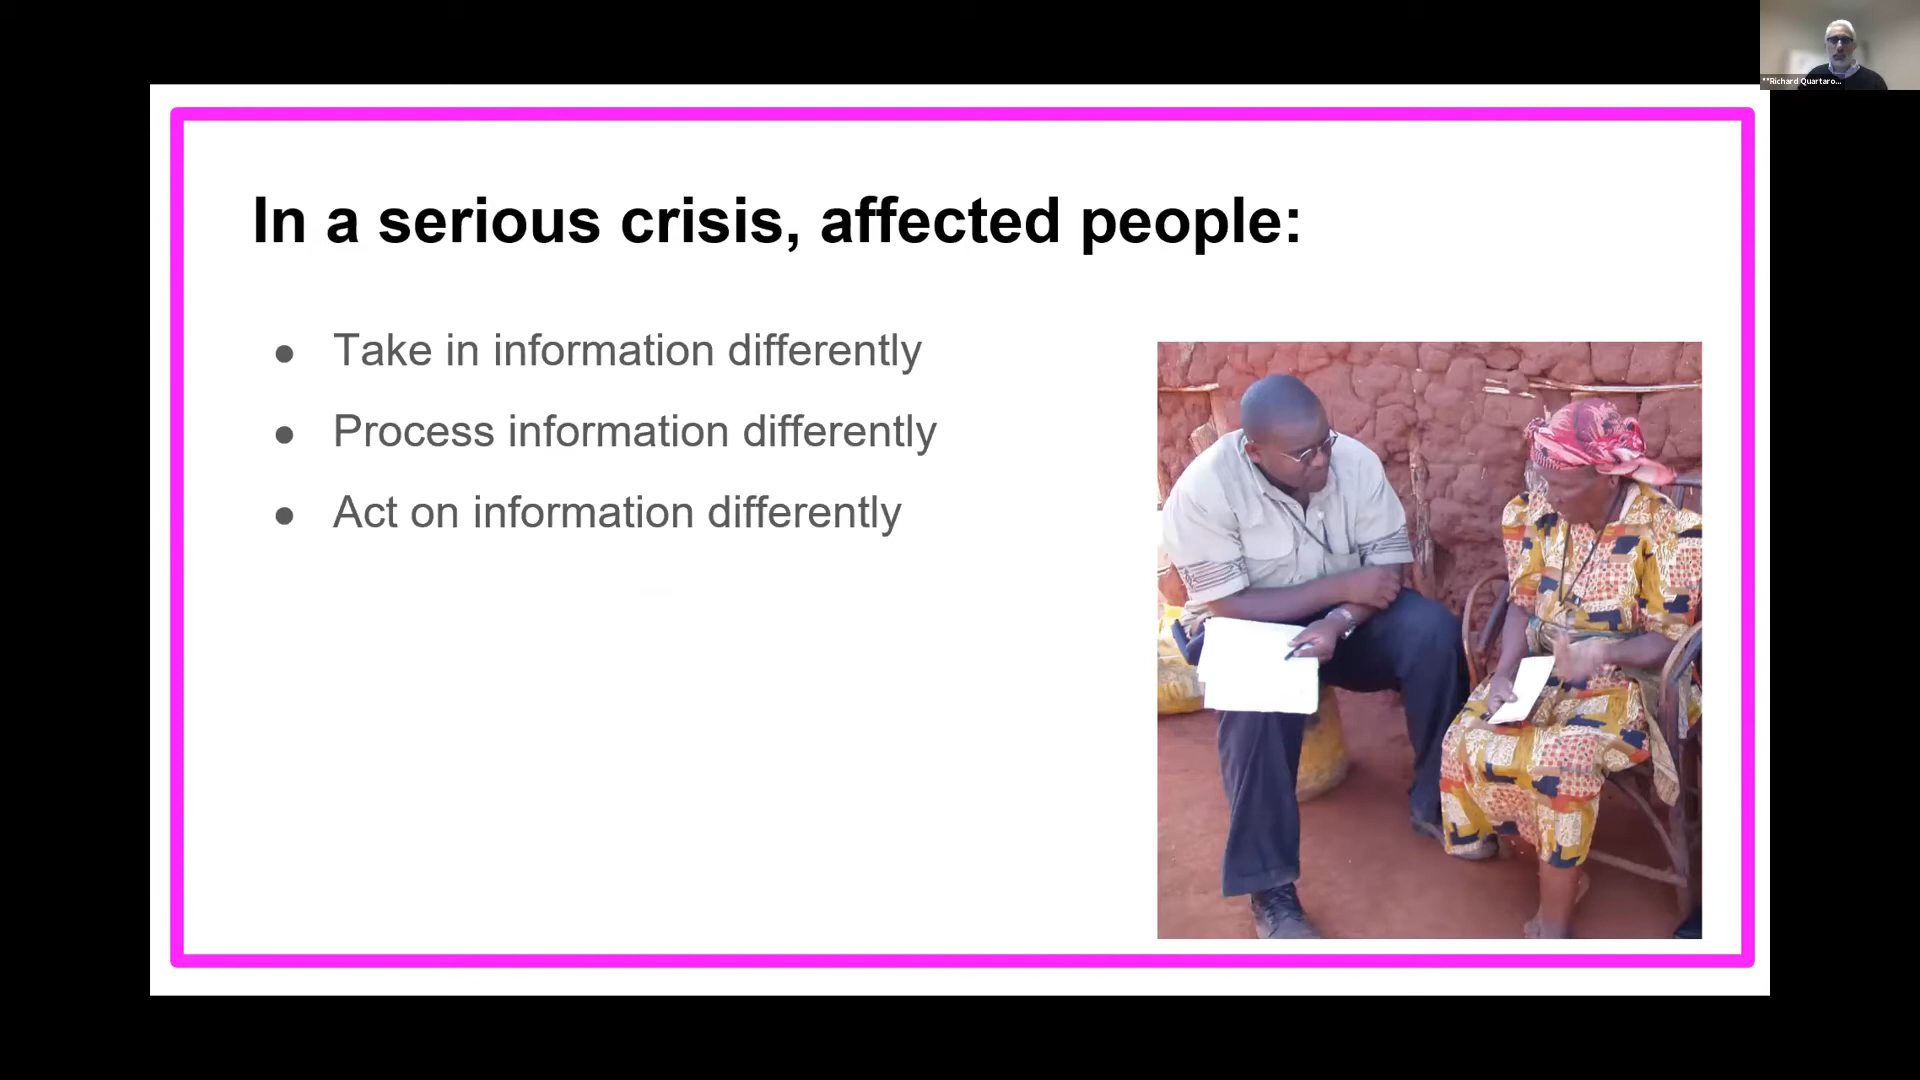 **Richard Quartaro...
In a serious crisis, affected people:
● Take in information differently
● Process information differently
● Act on information differently